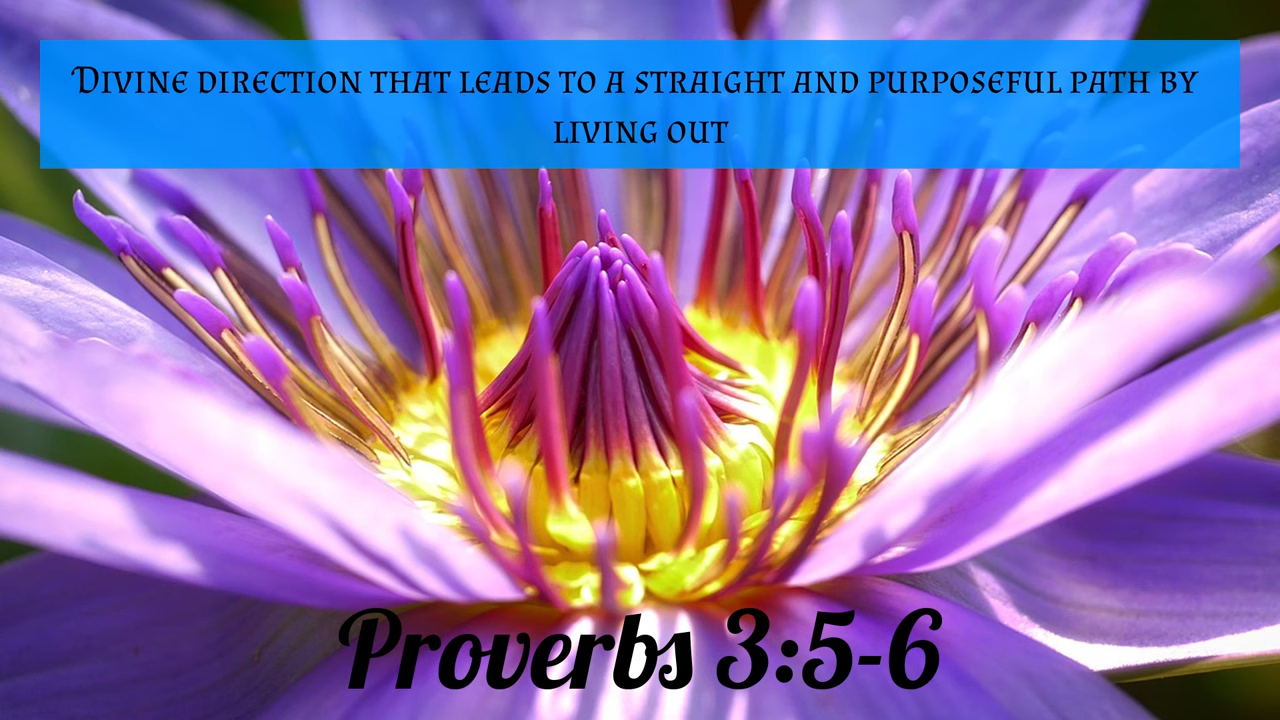 Divine direction that leads to a straight and purposeful path by
living out
Proverbs 3:5-6